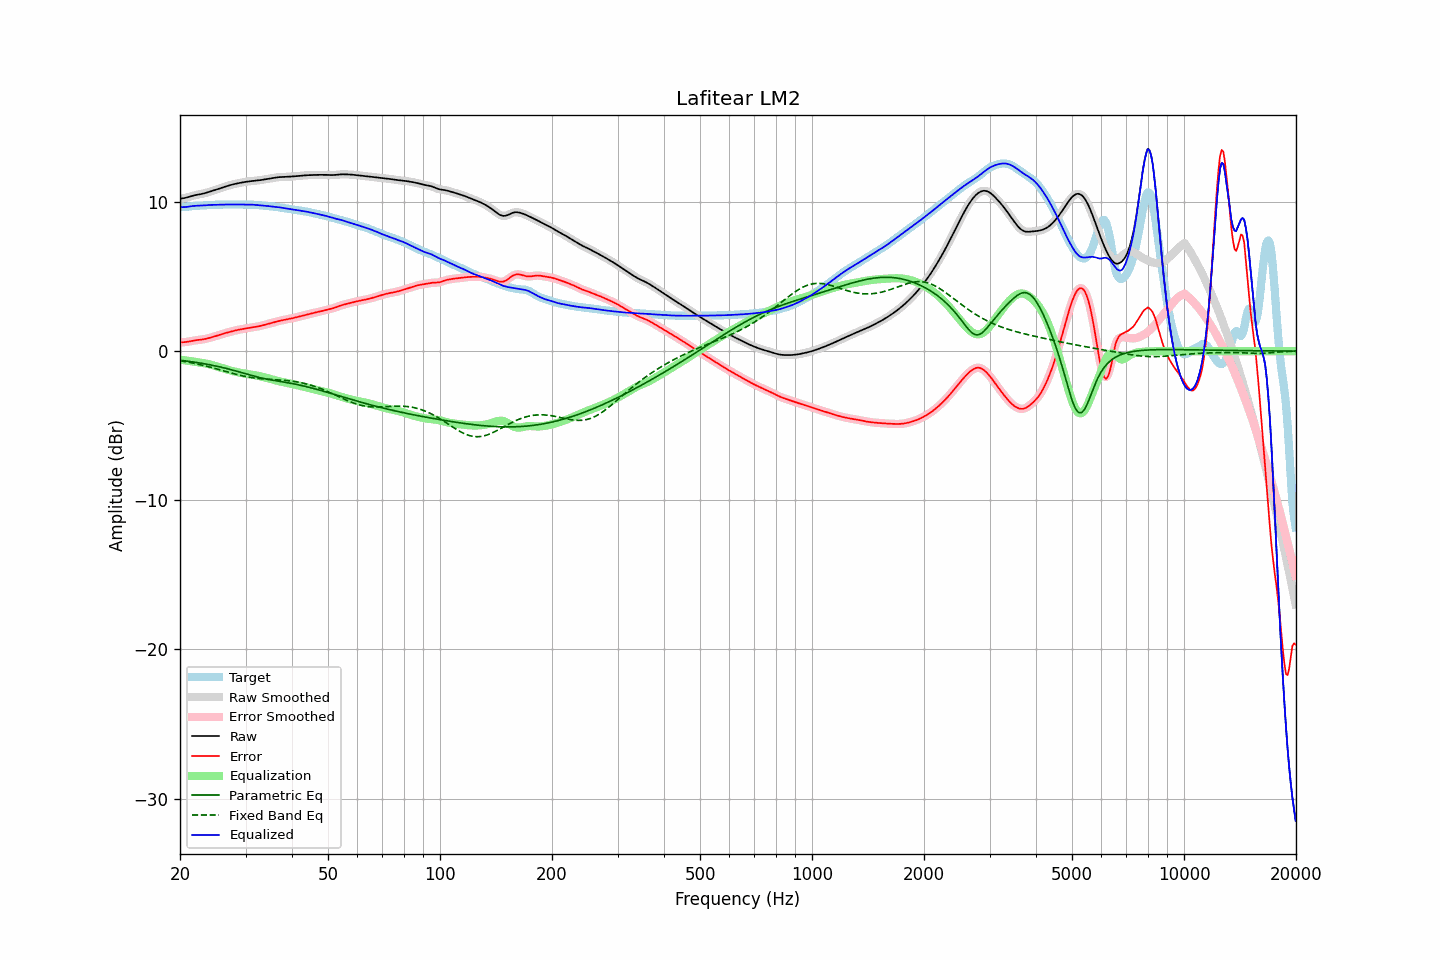 Lafitear LM2
Amplitude (dBr)
10
0
−10
−20
−30
Target
Raw Smoothed
Error Smoothed
Raw
Error
Equalization
Parametric Eq
Fixed Band Eq
Equalized
20 50 100 200 500 1000 2000 5000 10000 20000
Frequency (Hz)